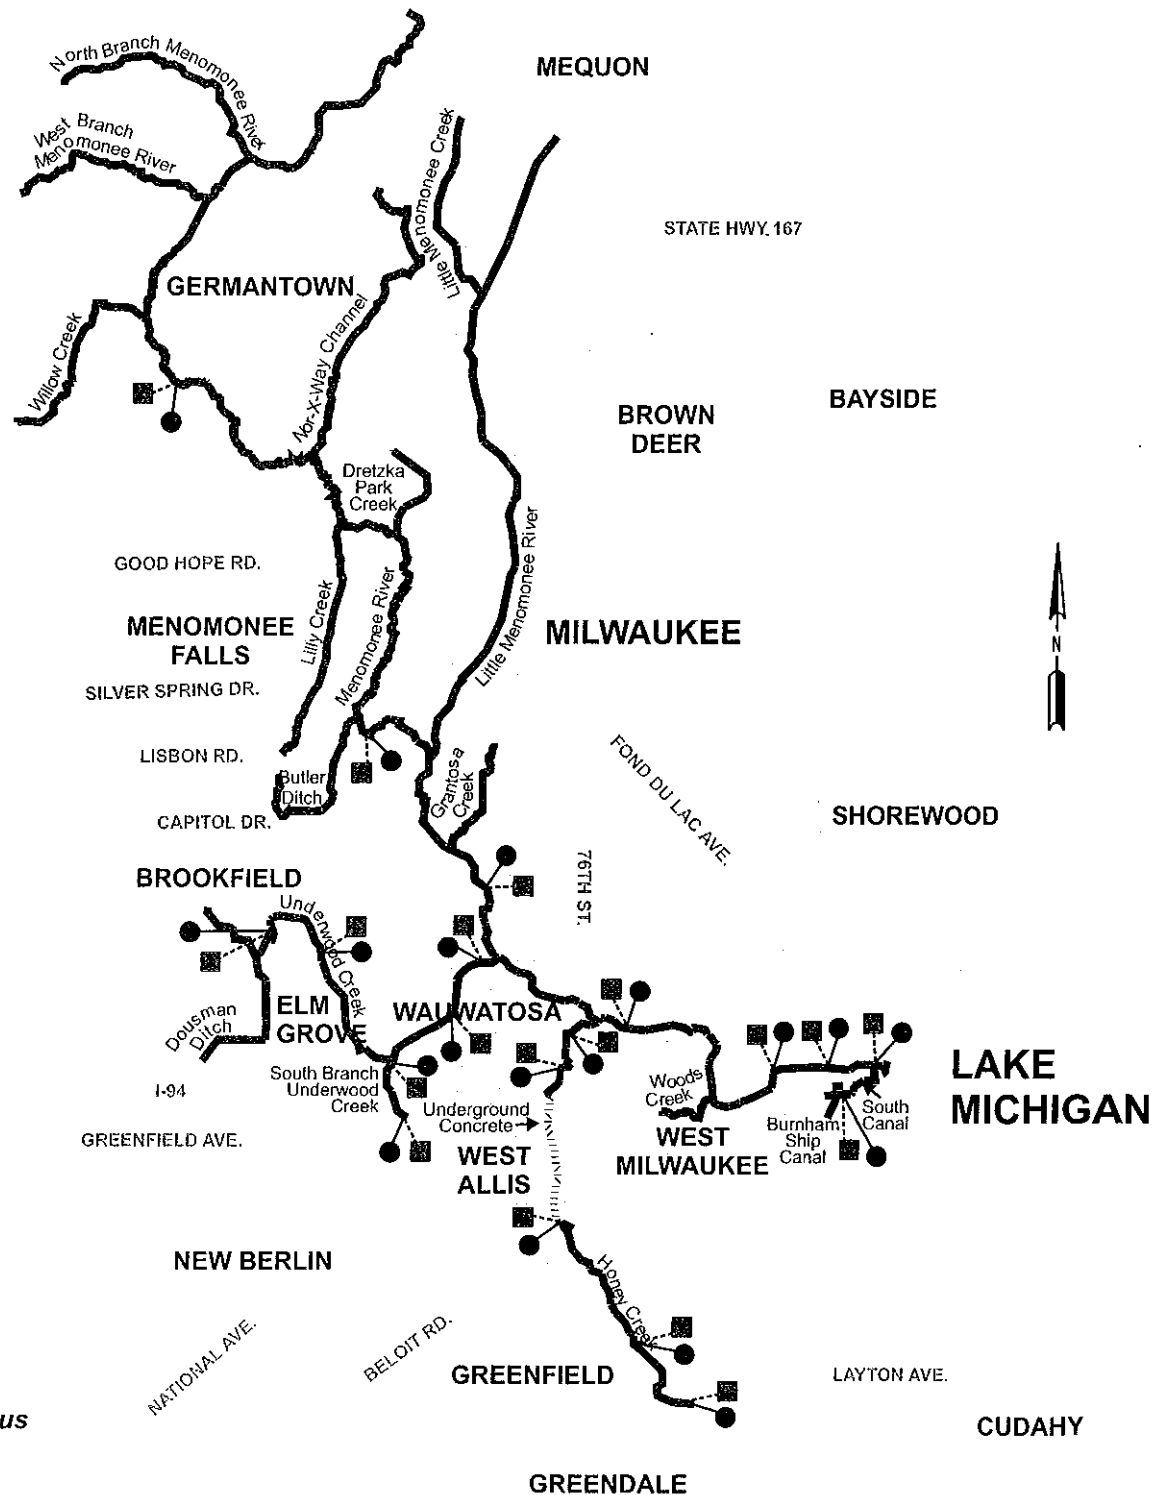 MEQUON
North Branch Menomonee River
West Branch
Menomonee River
Little Menomonee Creek
STATE HWY. 167
GERMANTOWN
Nor-X-Way Channel
Willow Creek
BAYSIDE
BROWN
DEER
Dretzka
Park
Creek
GOOD HOPE RD.
MENOMONEE
FALLS
Lilly Creek
Menomonee River
Little Menomonee River
MILWAUKEE
N
SILVER SPRING DR.
LISBON RD.
Butler
Ditch
Grantosa
Creek
FOND DU LAC AVE.
CAPITOL DR.
SHOREWOOD
BROOKFIELD
76TH ST.
Underwood Creek
Dousman
Ditch
ELM
GROVE
WAUWATOSA
South Branch
Underwood
Creek
I-94
Underground
Concrete
Woods
Creek
LAKE
MICHIGAN
South
Canal
Burnham
Ship
Canal
GREENFIELD AVE.
WEST
ALLIS
WEST
MILWAUKEE
NEW BERLIN
Honey Creek
NATIONAL AVE.
BELOIT RD.
GREENFIELD
LAYTON AVE.
us
CUDAHY
GREENDALE